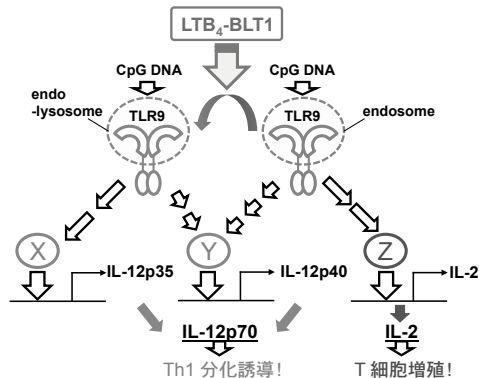 LTB4-BLT1
CpG DNA CpG DNA
endo
-lysosome
TLR9 TLR9 endosome
X Y Z
IL-12p35 IL-12p40 IL-2
IL-12p70 IL-2
Th1 分化誘導! T 細胞増殖!